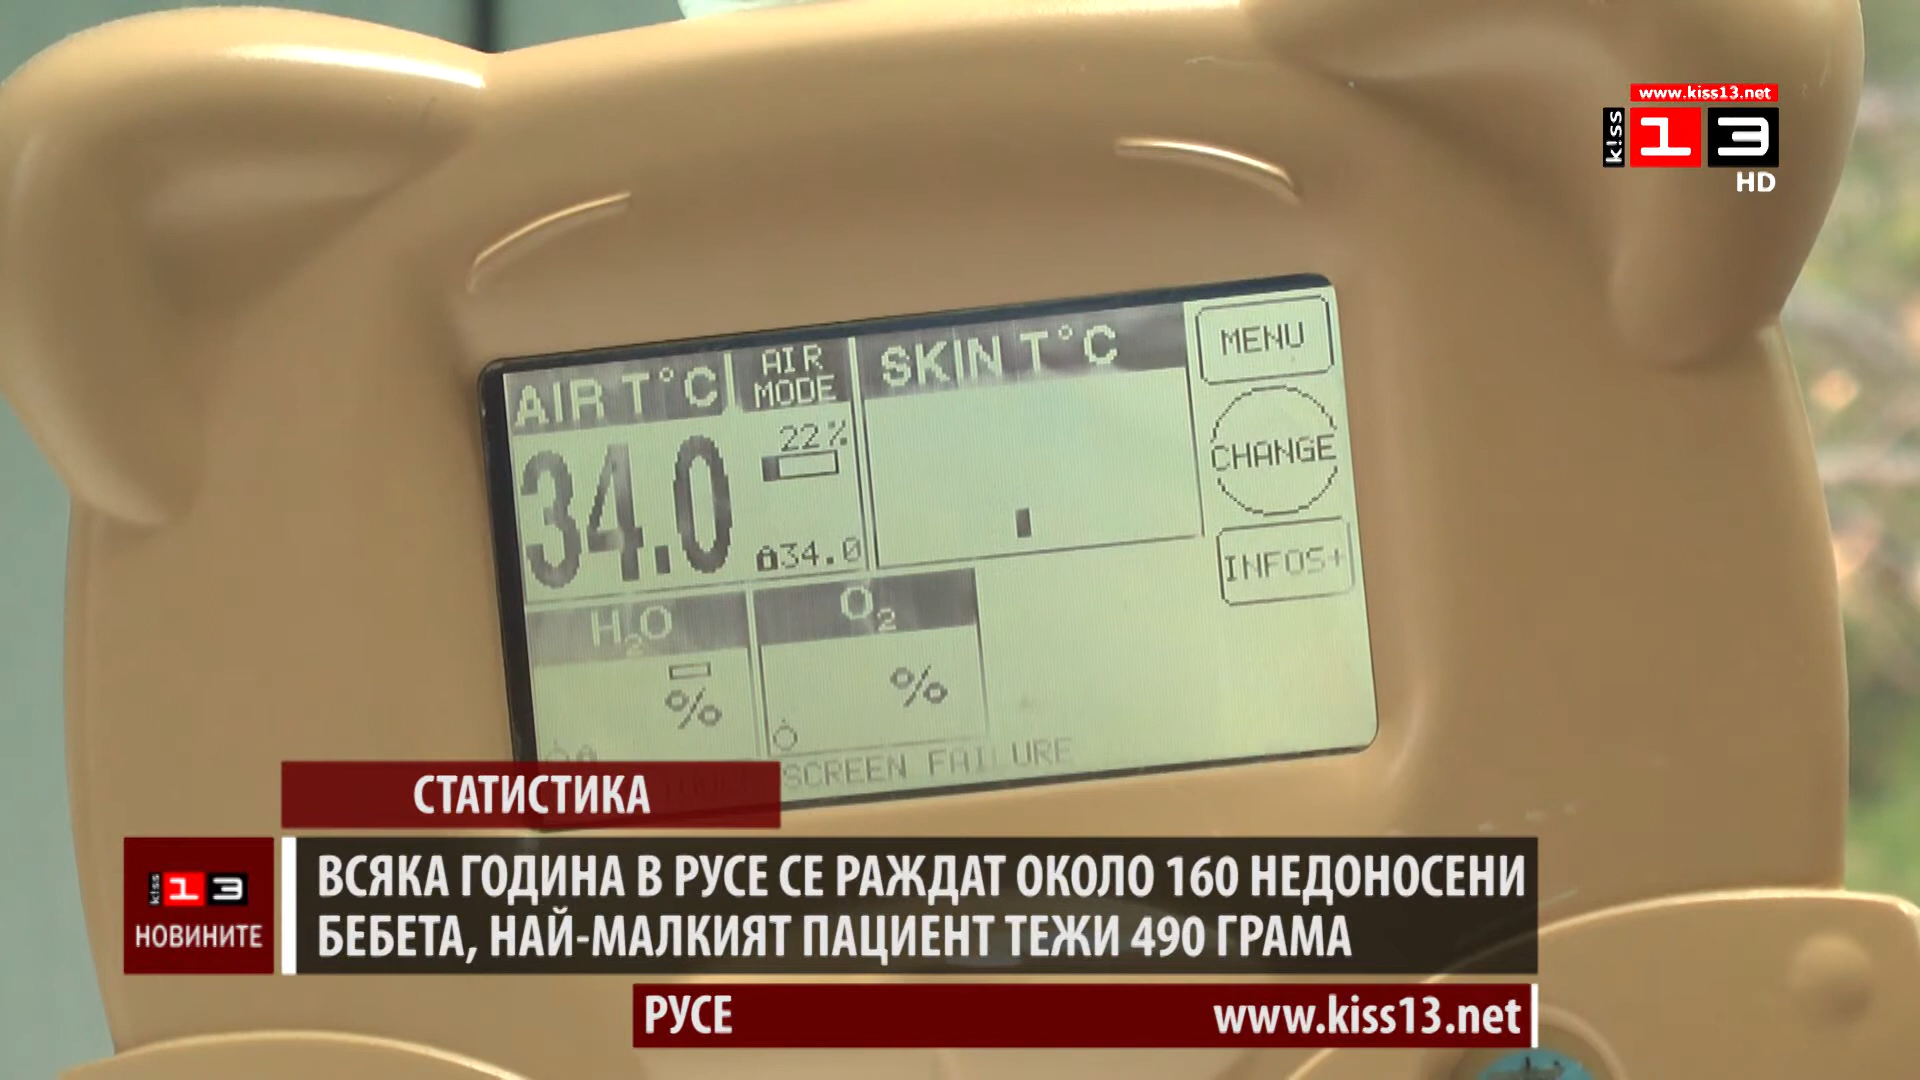 www.kiss13.net
kiss
13
HD
AIR T°C
AIR MODE
SKIN T°C
MENU
34.0
22%
CHANGE
34.0
INFOS+
H₂O
O₂
%
%
SCREEN FAILURE
СТАТИСТИКА
kiss 13
НОВИНИТЕ
ВСЯКА ГОДИНА В РУСЕ СЕ РАЖДАТ ОКОЛО 160 НЕДОНОСЕНИ
БЕБЕТА, НАЙ-МАЛКИЯТ ПАЦИЕНТ ТЕЖИ 490 ГРАМА
РУСЕ
www.kiss13.net